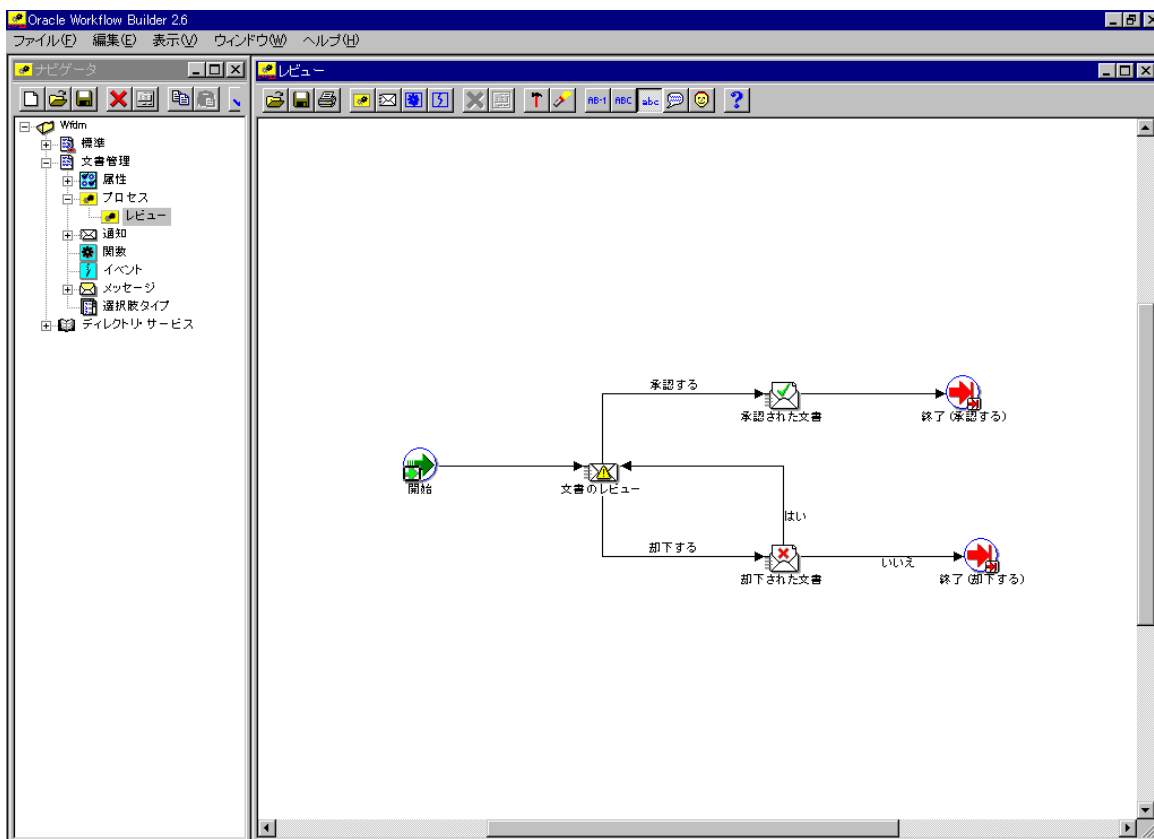 Oracle Workflow Builder 2.6
ファイル(F) 編集(E) 表示(V) ウィンドウ(W) ヘルプ(H)
ナビゲータ
Wfdm
標準
文書管理
属性
プロセス
レビュー
通知
関数
イベント
メッセージ
選択肢タイプ
ディレクトリ・サービス
レビュー
AB-1 ABC abc ?
承認する
承認された文書
終了(承認する)
開始
文書のレビュー
はい
却下する
いいえ
却下された文書
終了(却下する)